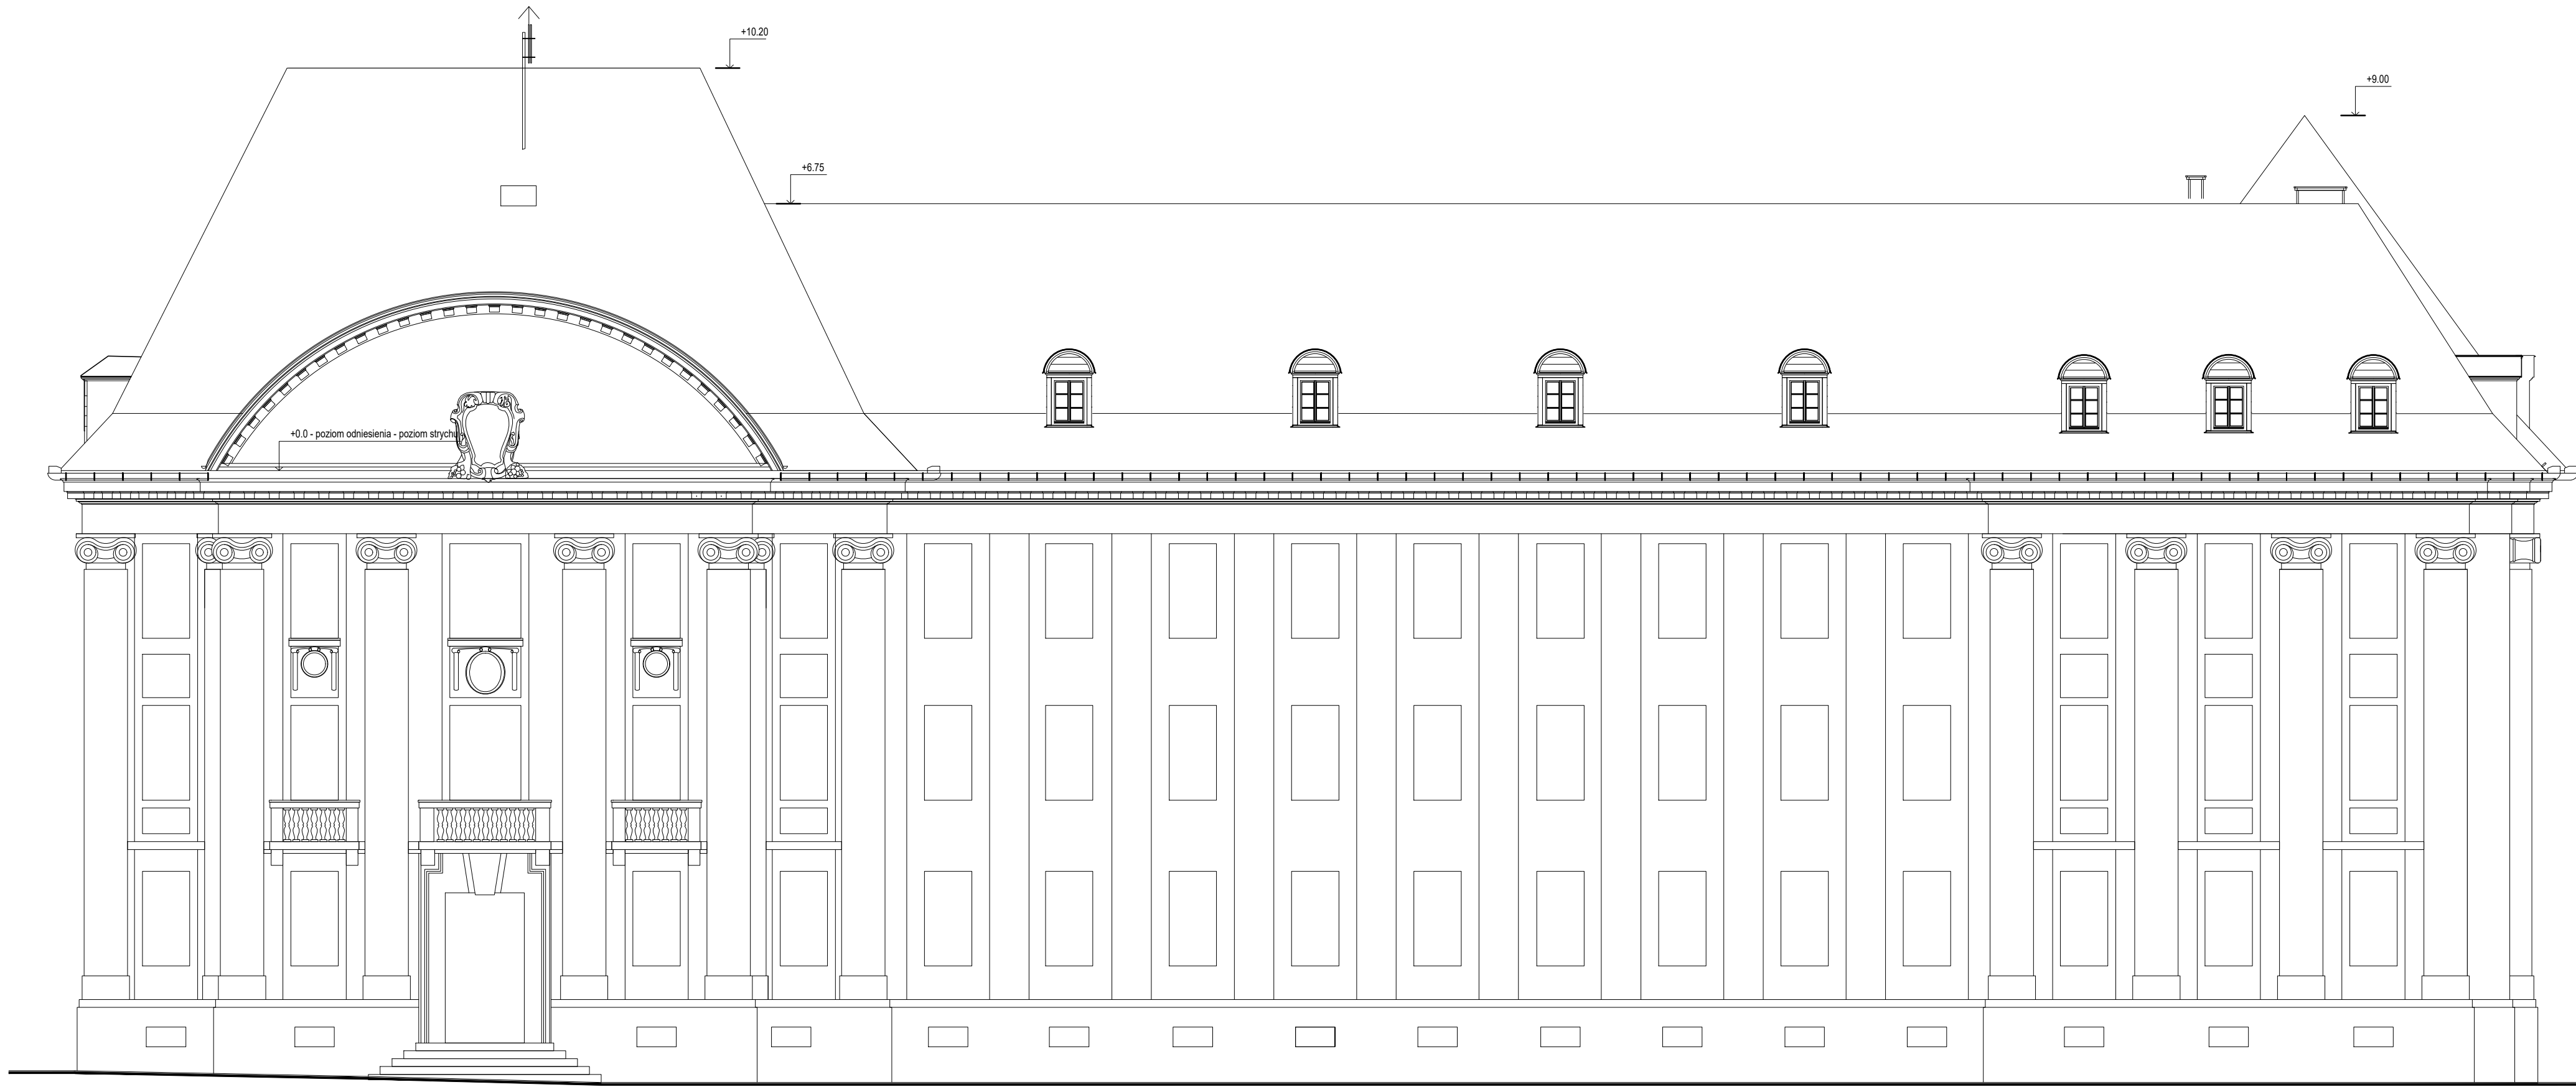 +10.20
+9.00
+6.75
+0.0 - poziom odniesienia - poziom strychu